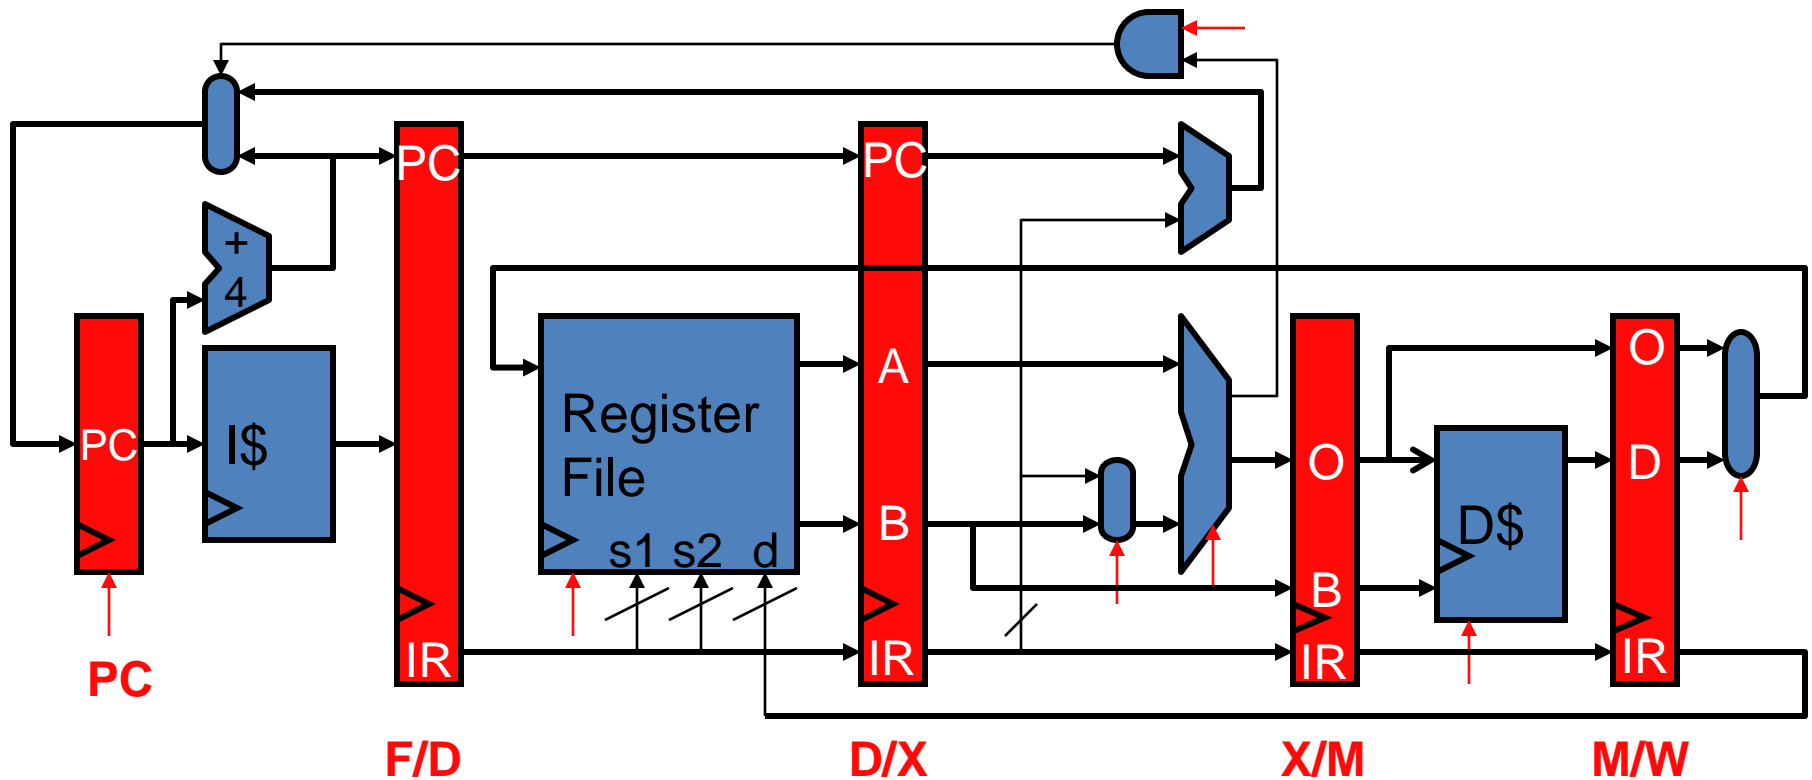 PC
PC
+
4
O
A
Register
File
I$
PC
O
D
B
D$
s1 s2 d
B
IR
IR
IR
IR
PC
F/D
D/X
X/M
M/W